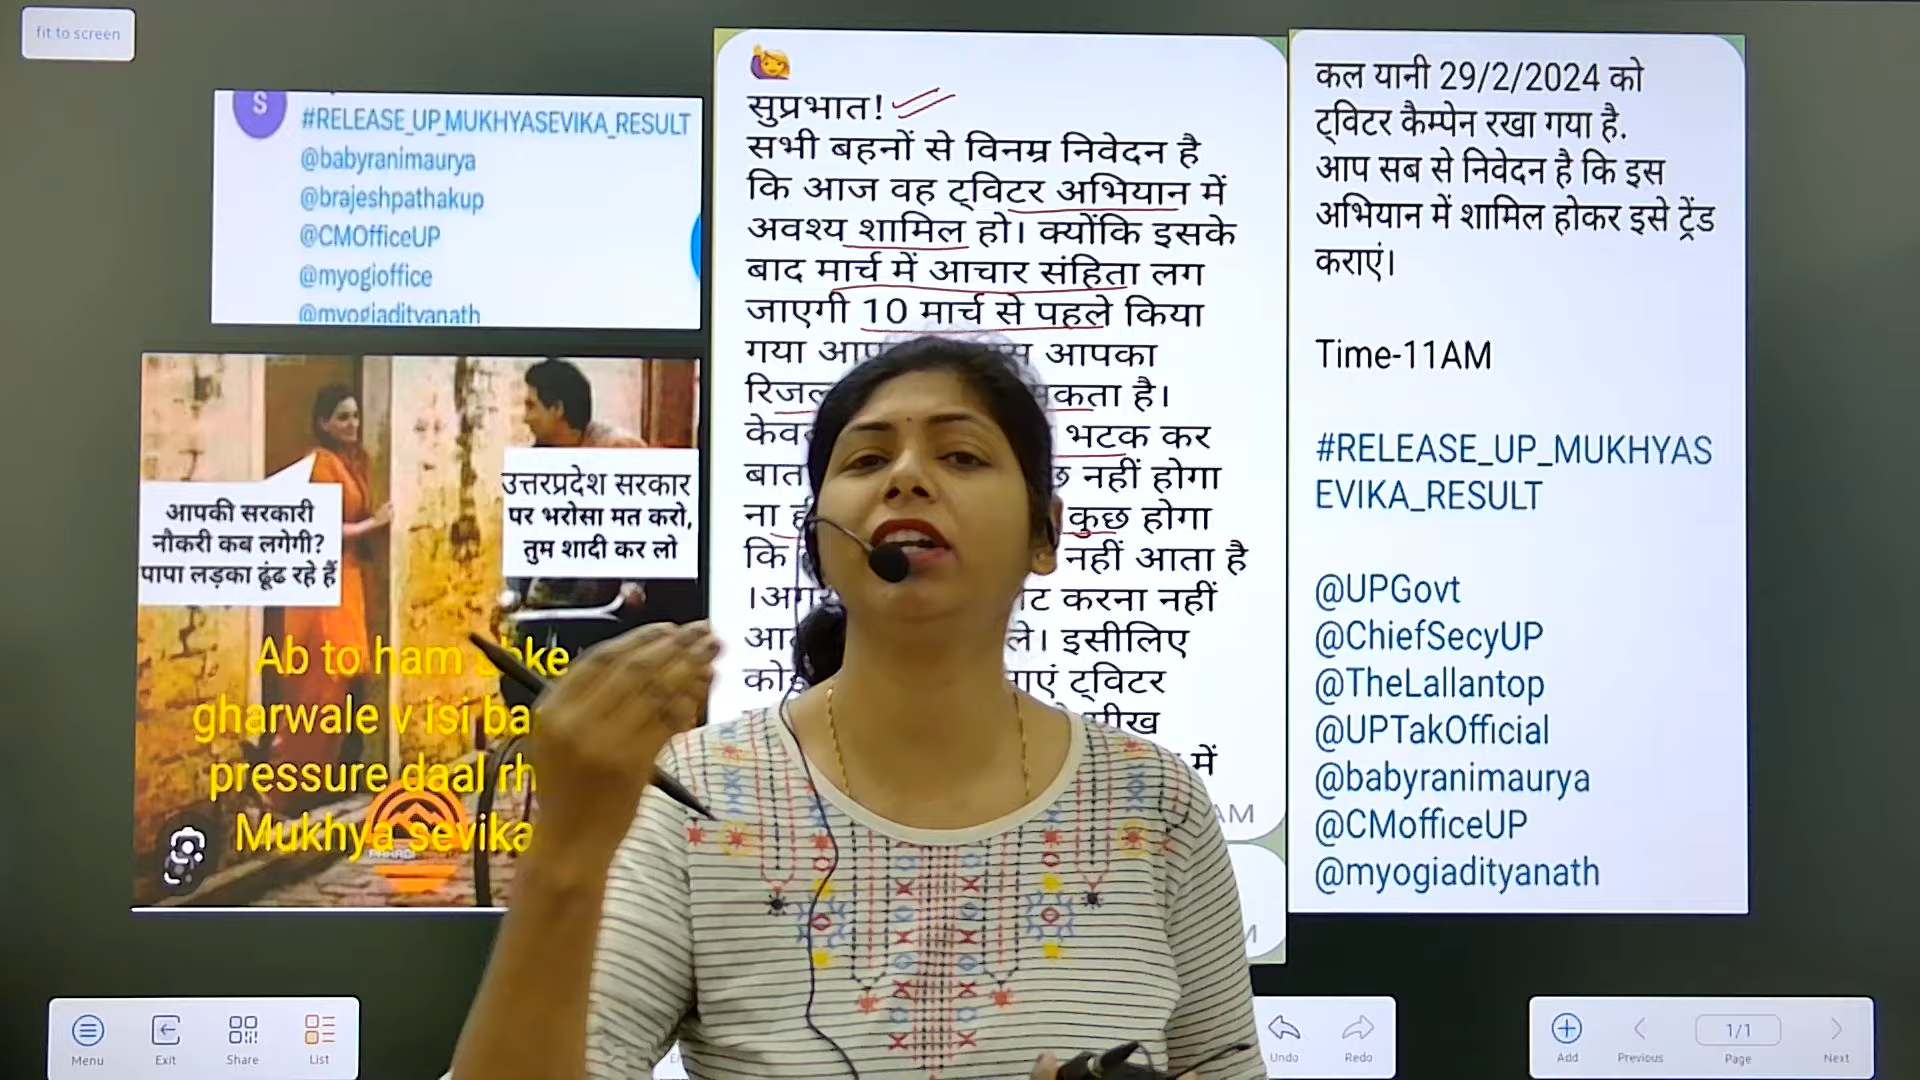 fit to screen
S
#RELEASE_UP_MUKHYASEVIKA_RESULT
@babyranimaurya
@brajeshpathakup
@CMOfficeUP
@myogioffice
@myogiadityanath
आपकी सरकारी
नौकरी कब लगेगी?
पापा लड़का ढूंढ रहे हैं
उत्तरप्रदेश सरकार
पर भरोसा मत करो,
तुम शादी कर लो
Ab to ham
gharwale v isi
pressure daal
Mukhya sevika
सुप्रभात!
सभी बहनों से विनम्र निवेदन है
कि आज वह ट्विटर अभियान में
अवश्य शामिल हो। क्योंकि इसके
बाद मार्च में आचार संहिता लग
जाएगी 10 मार्च से पहले किया
गया आपका
है।
भटक कर
नहीं होगा
ना कुछ होगा
कि नहीं आता है
करना नहीं
इसीलिए
ट्विटर
सीख
में
AM
कल यानी 29/2/2024 को
ट्विटर कैम्पेन रखा गया है.
आप सब से निवेदन है कि इस
अभियान में शामिल होकर इसे ट्रेंड
कराएं।
Time-11AM
#RELEASE_UP_MUKHYAS
EVIKA_RESULT
@UPGovt
@ChiefSecyUP
@TheLallantop
@UPTakOfficial
@babyranimaurya
@CMofficeUP
@myogiadityanath
Menu Exit Share List Undo Redo Add Previous 1/1 Page Next